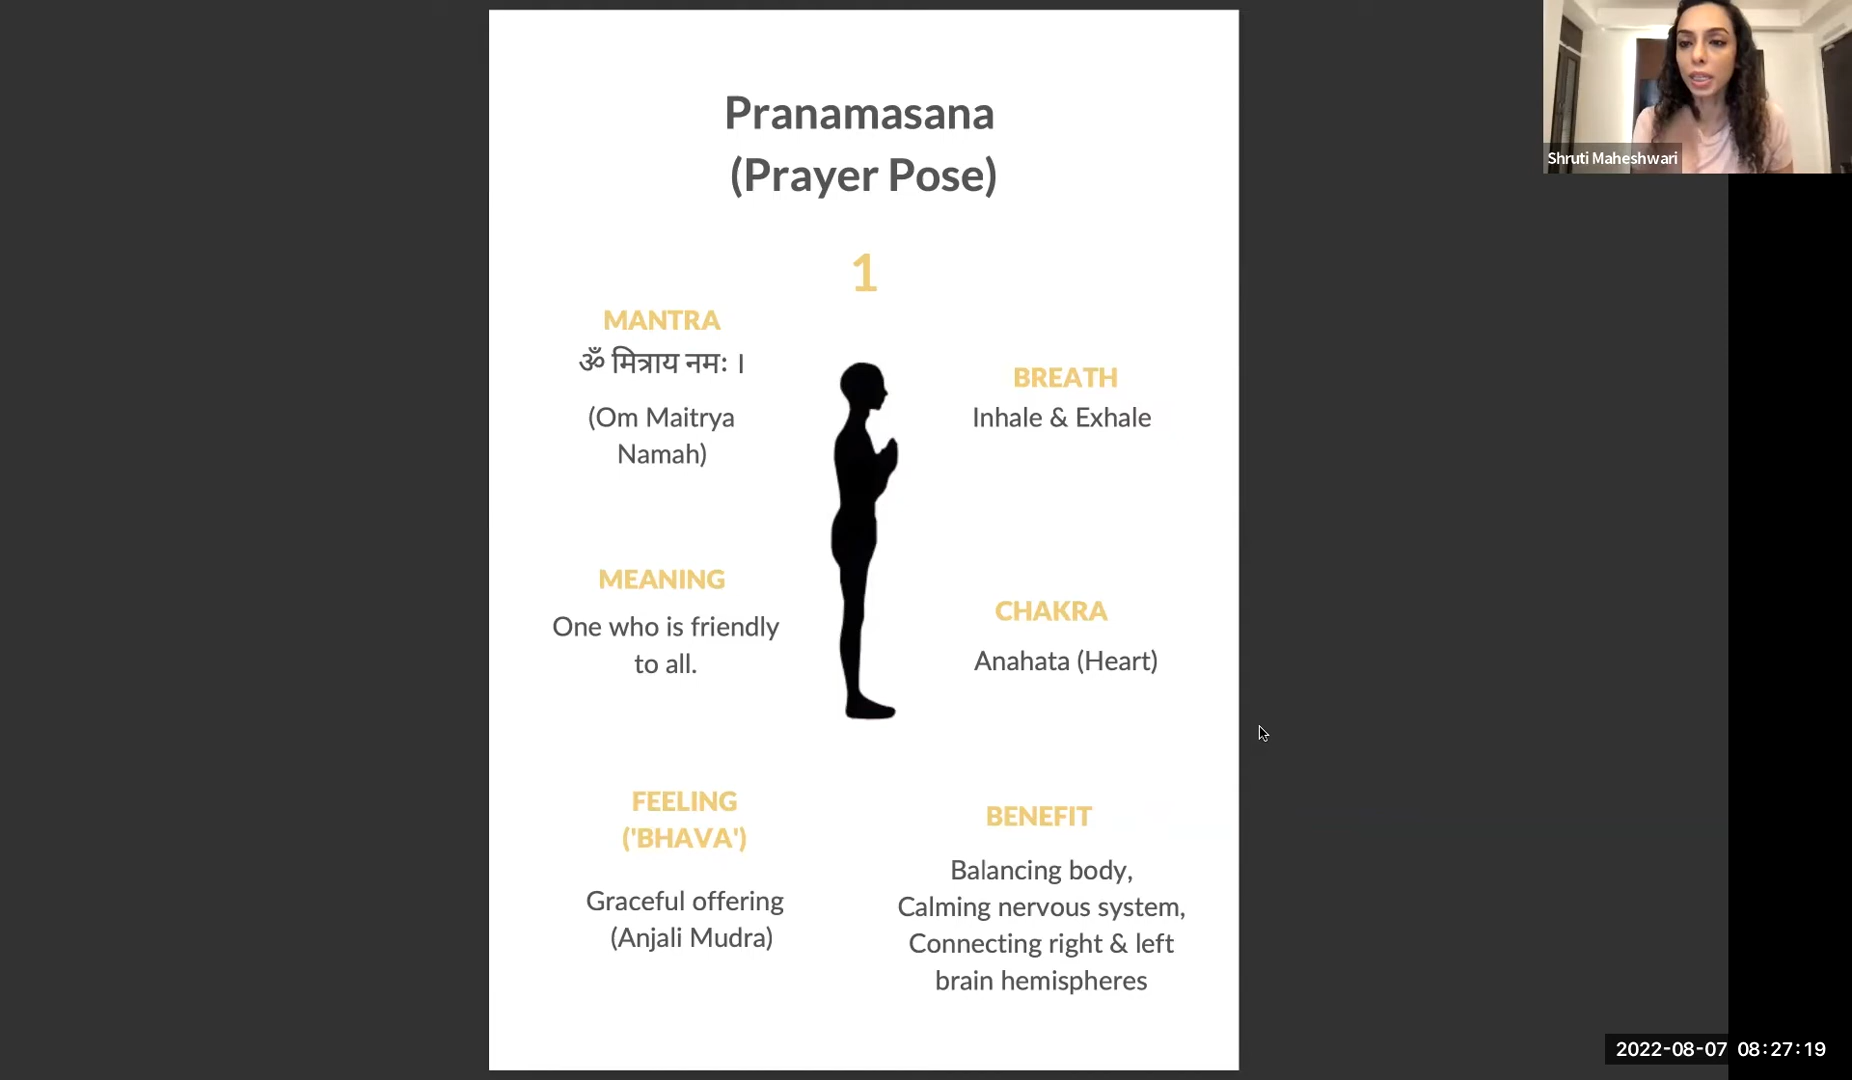 Pranamasana
(Prayer Pose)
1
MANTRA
ॐ मित्राय नमः ।
(Om Maitrya
Namah)
BREATH
Inhale & Exhale
MEANING
One who is friendly
to all.
CHAKRA
Anahata (Heart)
FEELING
('BHAVA')
Graceful offering
(Anjali Mudra)
BENEFIT
Balancing body,
Calming nervous system,
Connecting right & left
brain hemispheres
Shruti Maheshwari
2022-08-07 08:27:19